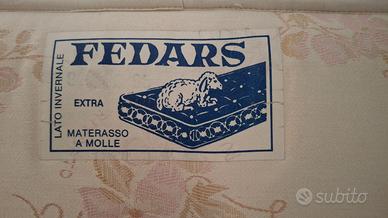 FEDARS
LATO INVERNALE
EXTRA
MATERASSO
A MOLLE
subito